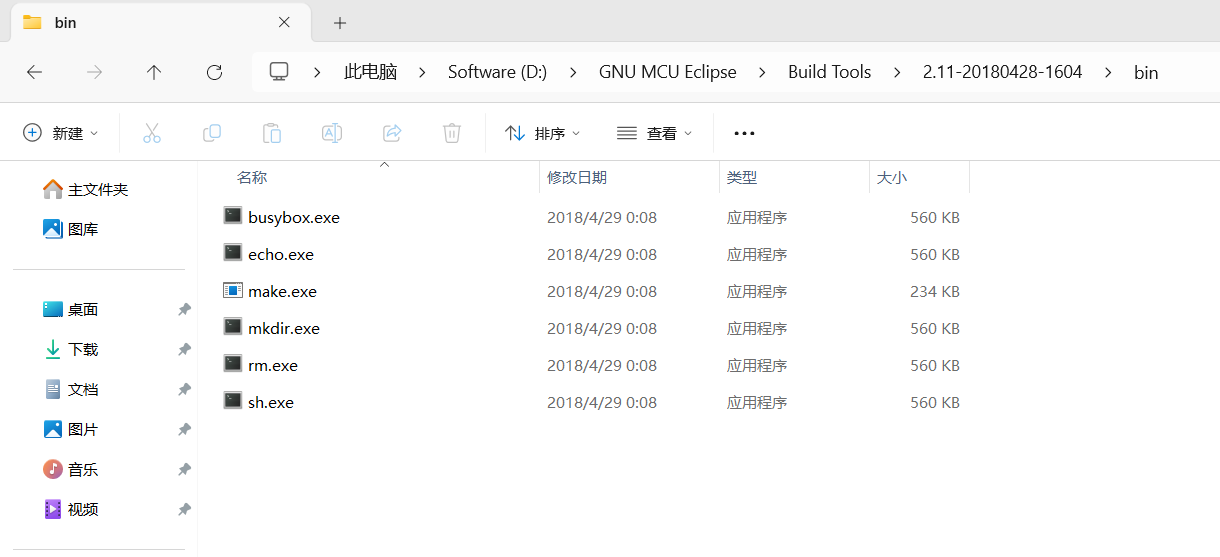 bin
此电脑 Software (D:) GNU MCU Eclipse Build Tools 2.11-20180428-1604 bin
新建 排序 查看
名称 修改日期 类型 大小
主文件夹
图库
桌面
下载
文档
图片
音乐
视频
busybox.exe 2018/4/29 0:08 应用程序 560 KB
echo.exe 2018/4/29 0:08 应用程序 560 KB
make.exe 2018/4/29 0:08 应用程序 234 KB
mkdir.exe 2018/4/29 0:08 应用程序 560 KB
rm.exe 2018/4/29 0:08 应用程序 560 KB
sh.exe 2018/4/29 0:08 应用程序 560 KB